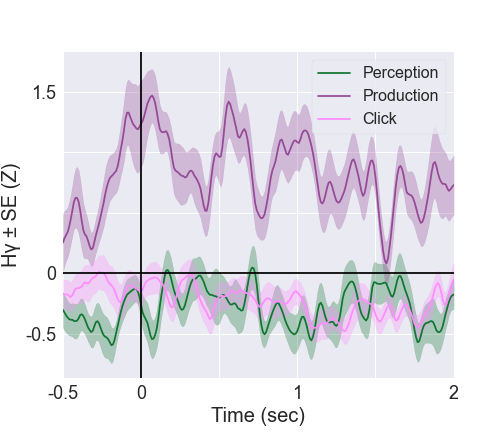 Perception
Production
Click
Hγ ± SE (Z)
1.5
0
-0.5
-0.5 0 1 2
Time (sec)